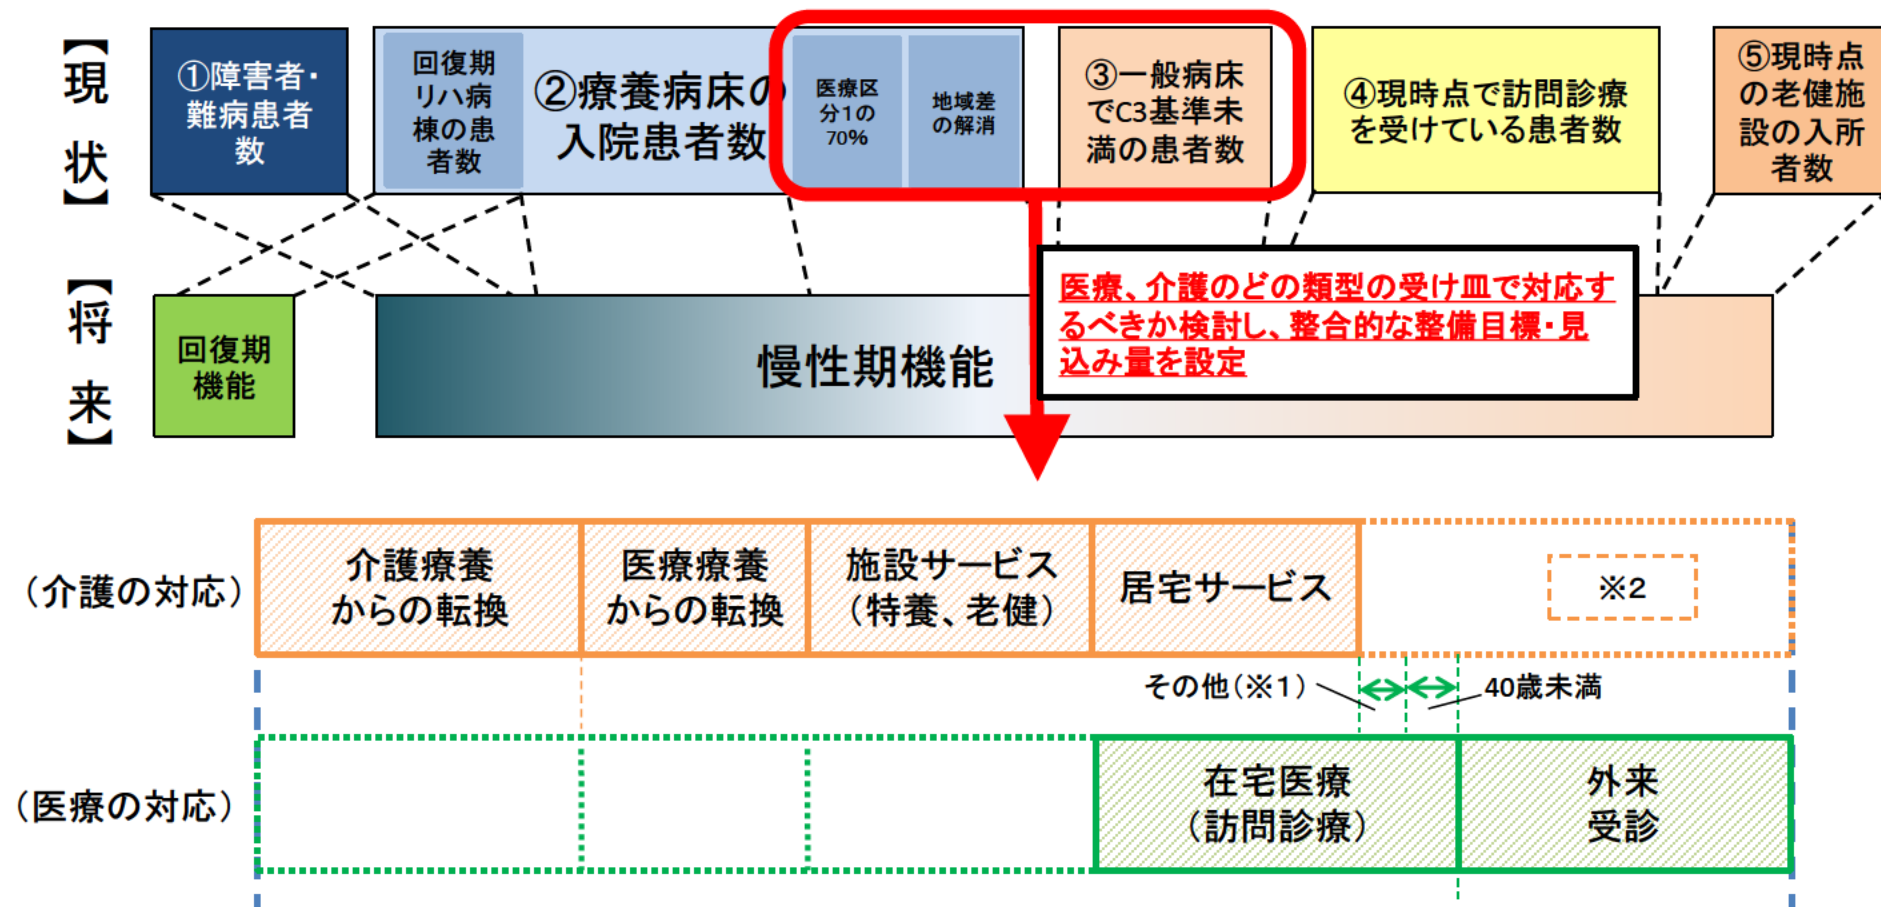 【現状】
①障害者・
難病患者
数
回復期
リハ病
棟の患
者数
②療養病床の
入院患者数
医療区
分1の
70%
地域差
の解消
③一般病床
でC3基準未
満の患者数
④現時点で訪問診療
を受けている患者数
⑤現時点
の老健施
設の入所
者数
【将来】
回復期
機能
慢性期機能
医療、介護のどの類型の受け皿で対応す
るべきか検討し、整合的な整備目標・見
込み量を設定
（介護の対応）
介護療養
からの転換
医療療養
からの転換
施設サービス
（特養、老健）
居宅サービス
※2
その他（※1）
40歳未満
（医療の対応）
在宅医療
（訪問診療）
外来
受診